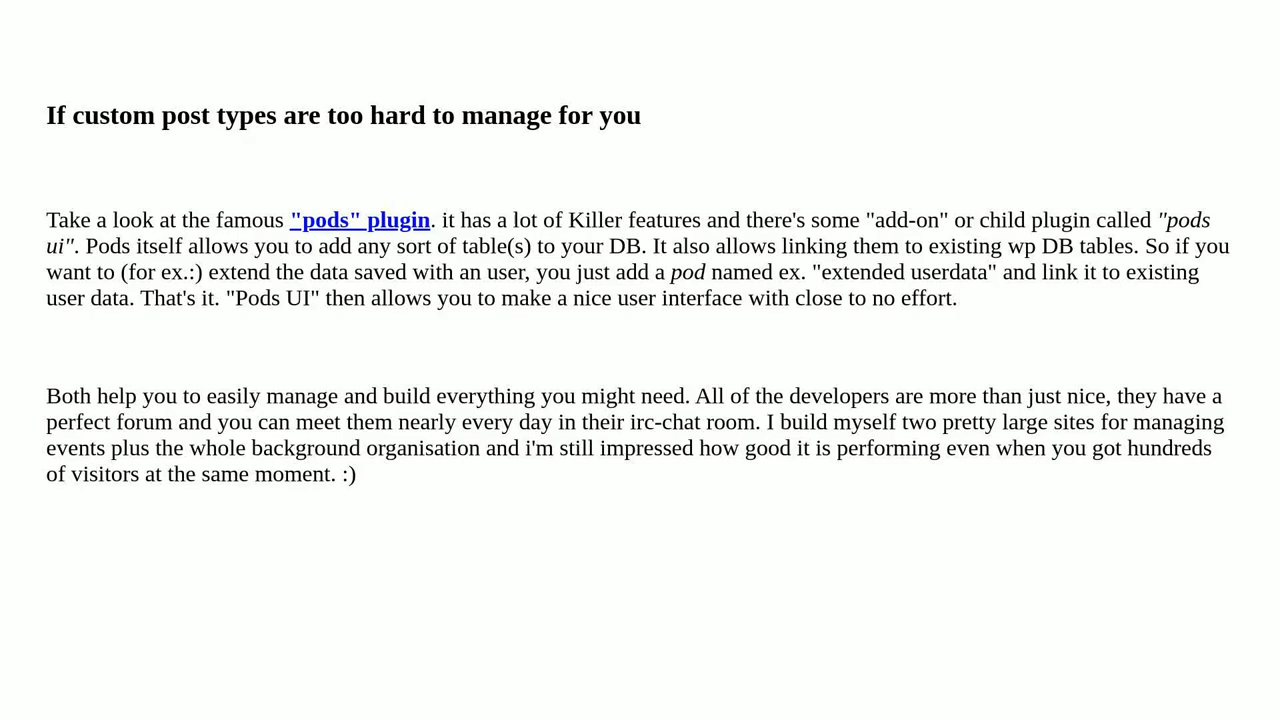 If custom post types are too hard to manage for you
Take a look at the famous "pods" plugin. it has a lot of Killer features and there's some "add-on" or child plugin called "pods
ui". Pods itself allows you to add any sort of table(s) to your DB. It also allows linking them to existing wp DB tables. So if you
want to (for ex.:) extend the data saved with an user, you just add a pod named ex. "extended userdata" and link it to existing
user data. That's it. "Pods UI" then allows you to make a nice user interface with close to no effort.
Both help you to easily manage and build everything you might need. All of the developers are more than just nice, they have a
perfect forum and you can meet them nearly every day in their irc-chat room. I build myself two pretty large sites for managing
events plus the whole background organisation and i'm still impressed how good it is performing even when you got hundreds
of visitors at the same moment. :)